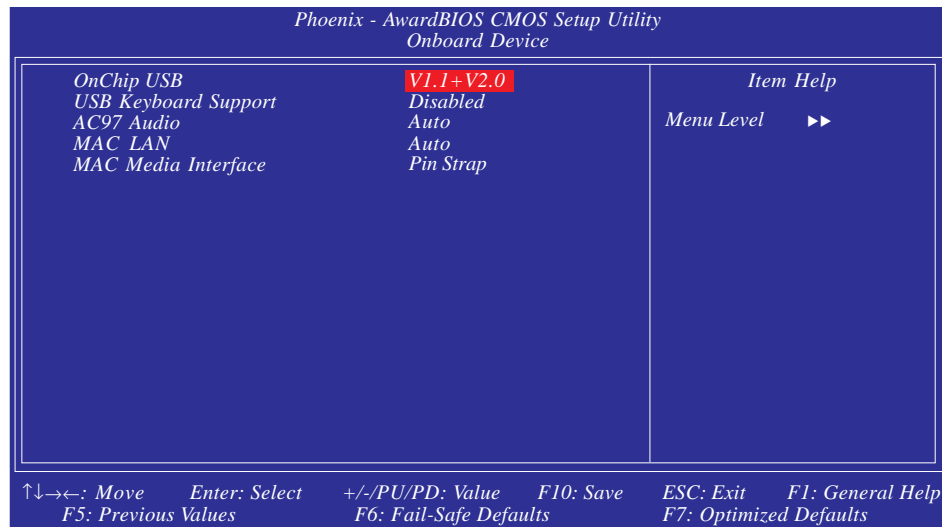 Phoenix - AwardBIOS CMOS Setup Utility
Onboard Device
OnChip USB V1.1+V2.0
USB Keyboard Support Disabled
AC97 Audio Auto
MAC LAN Auto
MAC Media Interface Pin Strap
Item Help
Menu Level ▶▶
↑↓→←: Move Enter: Select +/-/PU/PD: Value F10: Save ESC: Exit F1: General Help
F5: Previous Values F6: Fail-Safe Defaults F7: Optimized Defaults